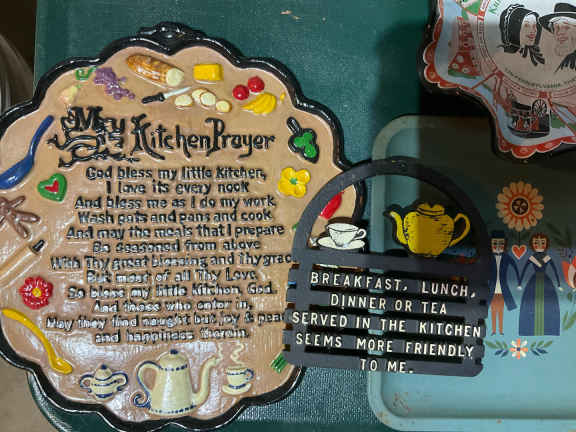 My Kitchen Prayer
God bless my little kitchen,
I love its every nook
And bless me as I do my work
Wash pots and pans and cook
And may the meals that I prepare
Be seasoned from above
With Thy great blessing and Thy grac
But most of all Thy Love
So bless my little kitchen, God
And those who enter in
May they find nought but joy & peac
and happiness therein.
BREAKFAST, LUNCH,
DINNER OR TEA
SERVED IN THE KITCHEN
SEEMS MORE FRIENDLY
TO ME.